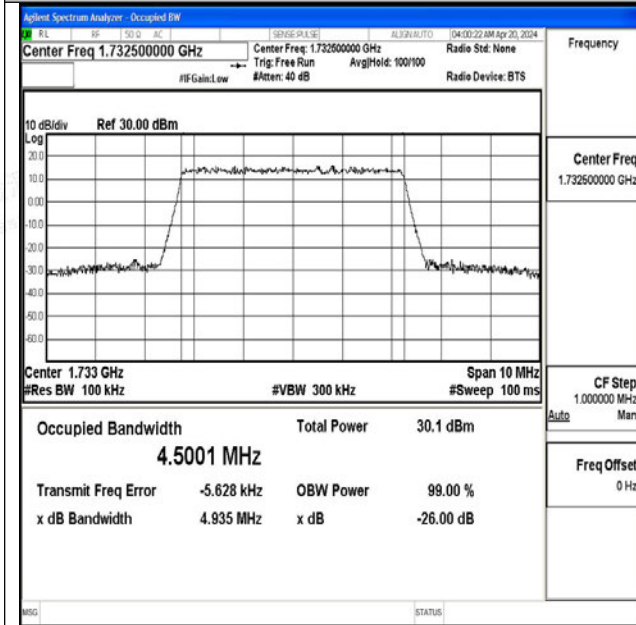 Agilent Spectrum Analyzer - Occupied BW
RL RF 50 Ω AC SENSE:PULSE ALIGNAUTO 04:00:22 AM Apr 20, 2024
Center Freq 1.732500000 GHz
Center Freq: 1.732500000 GHz
Radio Std: None
Trig: Free Run Avg|Hold: 100/100
#IFGain:Low
#Atten: 40 dB
Radio Device: BTS
10 dB/div Ref 30.00 dBm
Log
20.0
10.0
0.00
-10.0
-20.0
-30.0
-40.0
-50.0
-60.0
Center 1.733 GHz Span 10 MHz
#Res BW 100 kHz #VBW 300 kHz #Sweep 100 ms
Occupied Bandwidth Total Power 30.1 dBm
4.5001 MHz
Transmit Freq Error -5.628 kHz OBW Power 99.00 %
x dB Bandwidth 4.935 MHz x dB -26.00 dB
MSG STATUS
Frequency
Center Freq
1.732500000 GHz
CF Step
1.000000 MHz
Auto Man
Freq Offset
0 Hz